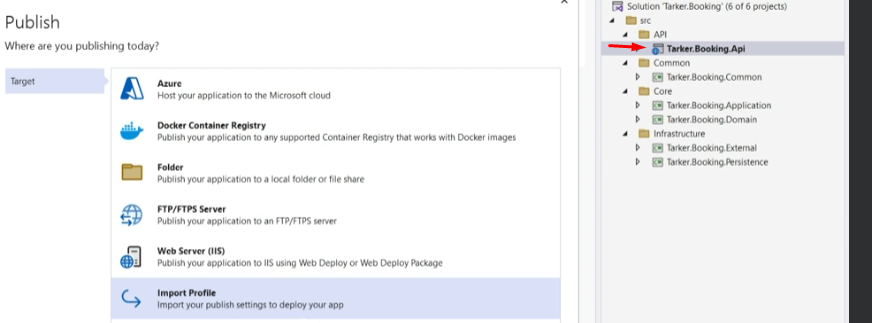 Publish
Where are you publishing today?
Target
Azure
Host your application to the Microsoft cloud
Docker Container Registry
Publish your application to any supported Container Registry that works with Docker images
Folder
Publish your application to a local folder or file share
FTP/FTPS Server
Publish your application to an FTP/FTPS server
Web Server (IIS)
Publish your application to IIS using Web Deploy or Web Deploy Package
Import Profile
Import your publish settings to deploy your app
Solution 'Tarker.Booking' (6 of 6 projects)
src
API
Tarker.Booking.Api
Common
Tarker.Booking.Common
Core
Tarker.Booking.Application
Tarker.Booking.Domain
Infrastructure
Tarker.Booking.External
Tarker.Booking.Persistence